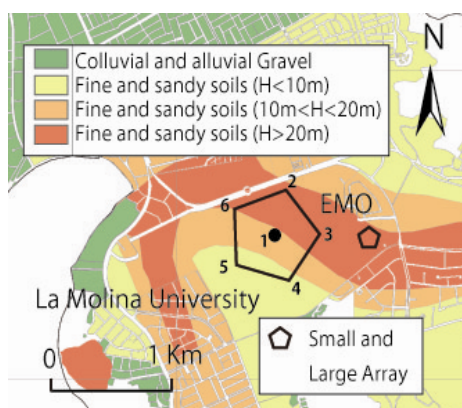 Colluvial and alluvial Gravel
Fine and sandy soils (H<10m)
Fine and sandy soils (10m<H<20m)
Fine and sandy soils (H>20m)
N
2
EMO
6
1
3
5
4
La Molina University
0 1 Km
Small and
Large Array